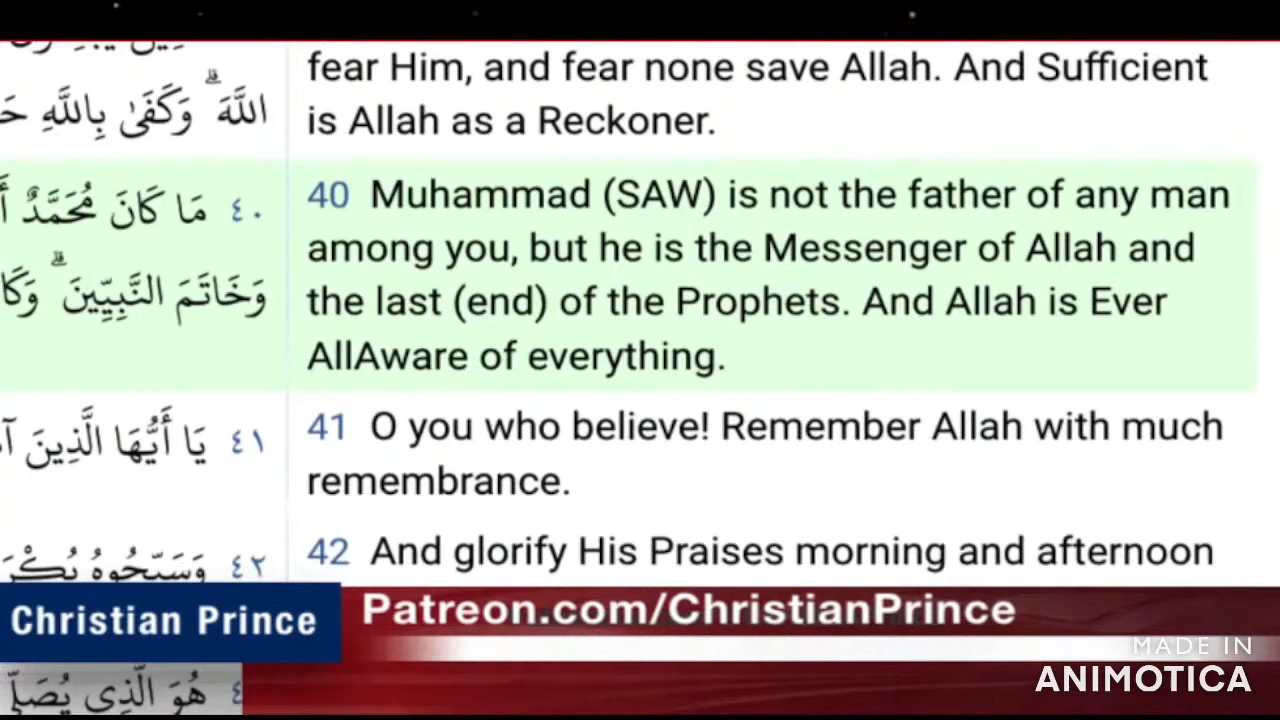 fear Him, and fear none save Allah. And Sufficient
اللَّهَ ۗ وَكَفَىٰ بِاللَّهِ
is Allah as a Reckoner.
٤٠ مَا كَانَ مُحَمَّدٌ
40 Muhammad (SAW) is not the father of any man
among you, but he is the Messenger of Allah and
وَخَاتَمَ النَّبِيِّينَ ۗ
the last (end) of the Prophets. And Allah is Ever
AllAware of everything.
٤١ يَا أَيُّهَا الَّذِينَ
41 O you who believe! Remember Allah with much
remembrance.
٤٢ وَسَبِّحُوهُ
42 And glorify His Praises morning and afternoon
Christian Prince
Patreon.com/ChristianPrince
هُوَ الَّذِي يُصَلِّي
MADE IN
ANIMOTICA